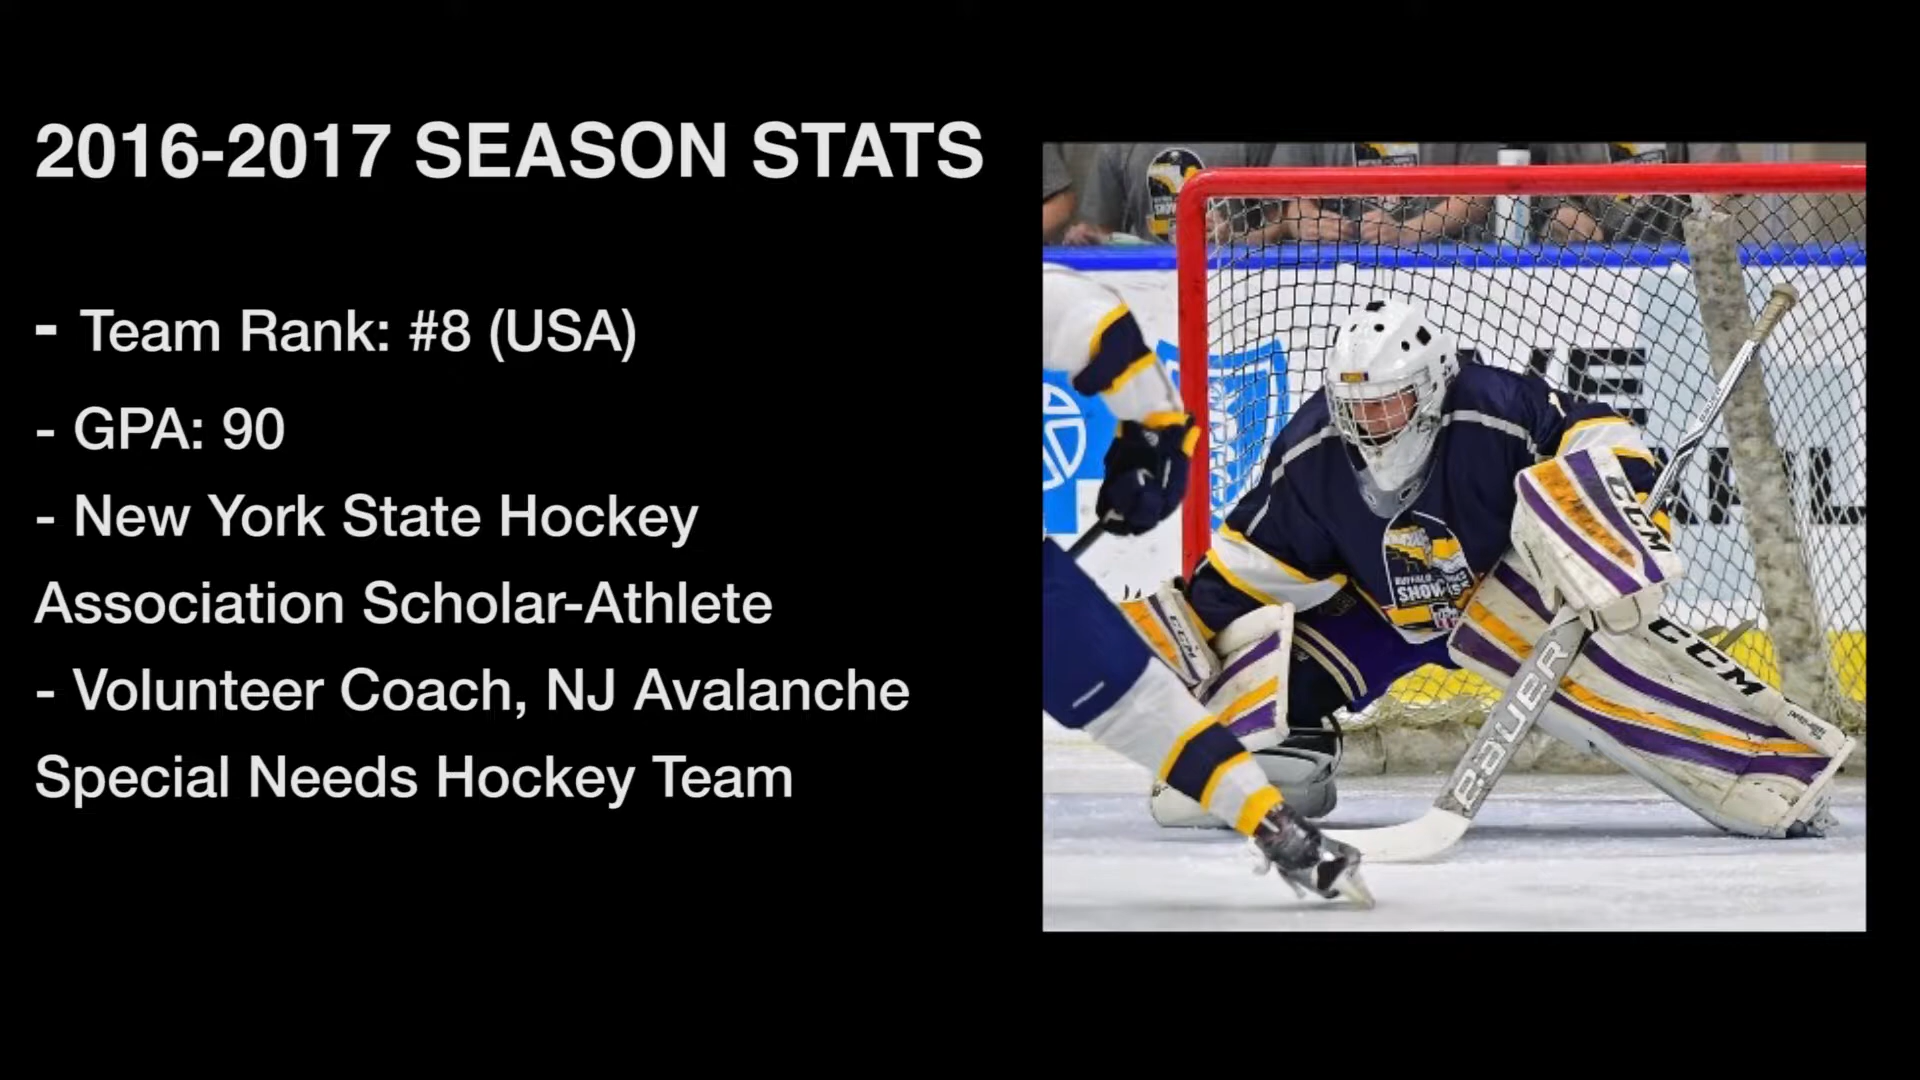 2016-2017 SEASON STATS
- Team Rank: #8 (USA)
- GPA: 90
- New York State Hockey
Association Scholar-Athlete
- Volunteer Coach, NJ Avalanche
Special Needs Hockey Team
CCM
CCM
CCM
BAUER